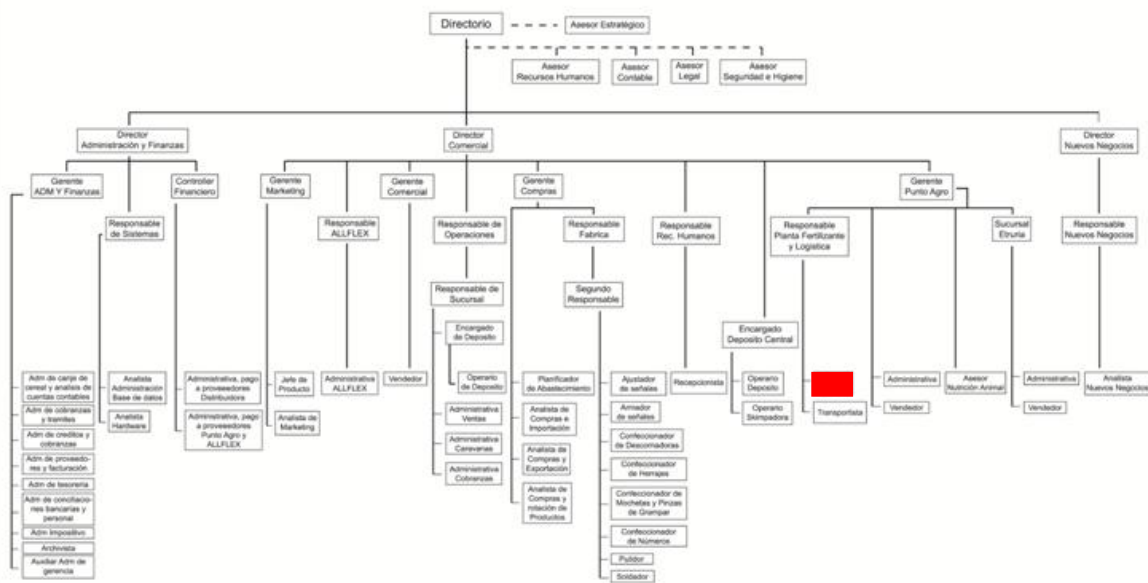 Directorio
Asesor Estratégico
Asesor
Recursos Humanos
Asesor
Contable
Asesor
Legal
Asesor
Seguridad e Higiene
Director
Administración y Finanzas
Director
Comercial
Director
Nuevos Negocios
Gerente
ADM Y Finanzas
Controller
Financiero
Gerente
Marketing
Gerente
Comercial
Gerente
Compras
Gerente
Punto Agro
Responsable
de Sistemas
Responsable
ALLFLEX
Responsable de
Operaciones
Responsable
Fabrica
Responsable
Rec. Humanos
Responsable
Planta Fertilizante
y Logística
Sucursal
Etruria
Responsable
Nuevos Negocios
Responsable de
Sucursal
Segundo
Responsable
Encargado
de Deposito
Encargado
Deposito Central
Adm de canje de
cereal y analisis de
cuentas contables
Adm de cobranzas
y tramites
Adm de creditos y
cobranzas
Adm de proveedo-
res y facturación
Adm de tesoreria
Adm de conciliacio-
nes bancarias y
personal
Adm Impositivo
Archivista
Auxiliar Adm de
gerencia
Analista
Administración
Base de datos
Analista
Hardware
Administrativa, pago
a proveedores
Distribuidora
Administrativa, pago
a proveedores
Punto Agro y
ALLFLEX
Jefe de
Producto
Analista de
Marketing
Administrativa
ALLFLEX
Vendedor
Operario
de Deposito
Administrativa
Ventas
Administrativa
Caravanas
Administrativa
Cobranzas
Planificador
de Abastecimiento
Analista de
Compras e
Importación
Analista de
Compras y
Exportación
Analista de
Compras y
rotación de
Productos
Ajustador
de señales
Armador
de señales
Confeccionador
de Descornadoras
Confeccionador
de Herrajes
Confeccionador de
Mochetas y Pinzas
de Grampar
Confeccionador
de Números
Pulidor
Soldador
Recepcionista
Operario
Deposito
Operario
Skimpadora
Transportista
Administrativa
Vendedor
Asesor
Nutrición Animal
Administrativa
Vendedor
Analista
Nuevos Negocios